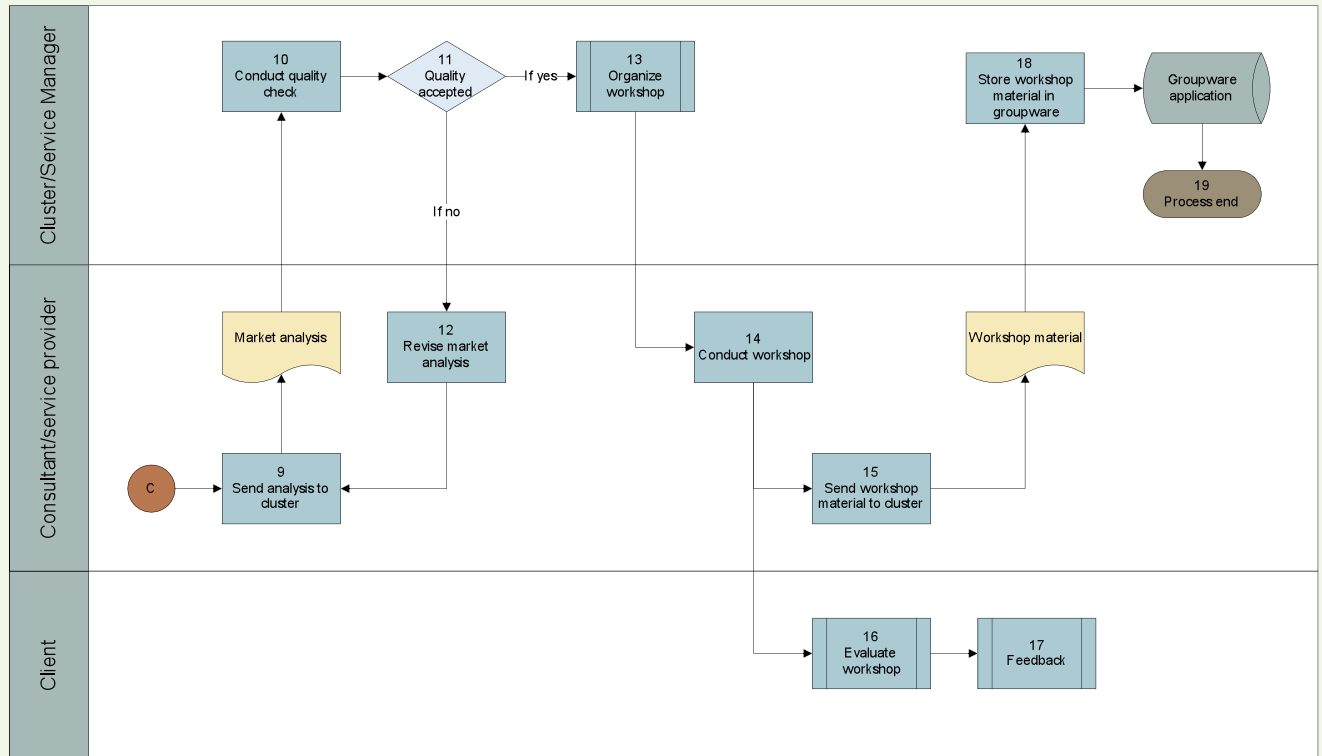 Cluster/Service Manager
10
Conduct quality
check
11
Quality
accepted
If yes
13
Organize
workshop
18
Store workshop
material in
groupware
Groupware
application
19
Process end
If no
Consultant/service provider
Market analysis
12
Revise market
analysis
14
Conduct workshop
Workshop material
C
9
Send analysis to
cluster
15
Send workshop
material to cluster
Client
16
Evaluate
workshop
17
Feedback